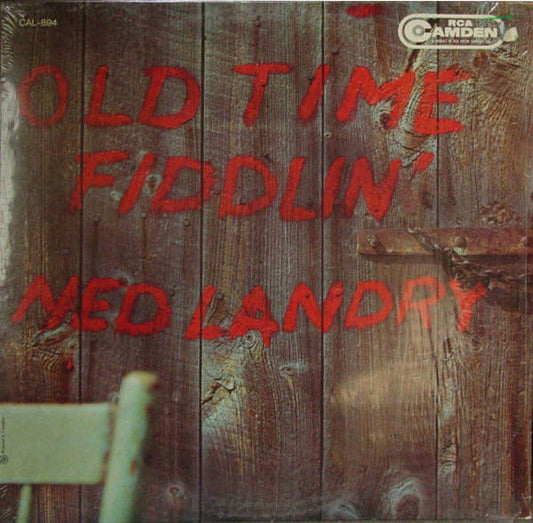 CAL-894
RCA
CAMDEN
OLD TIME
FIDDLIN'
NED LANDRY